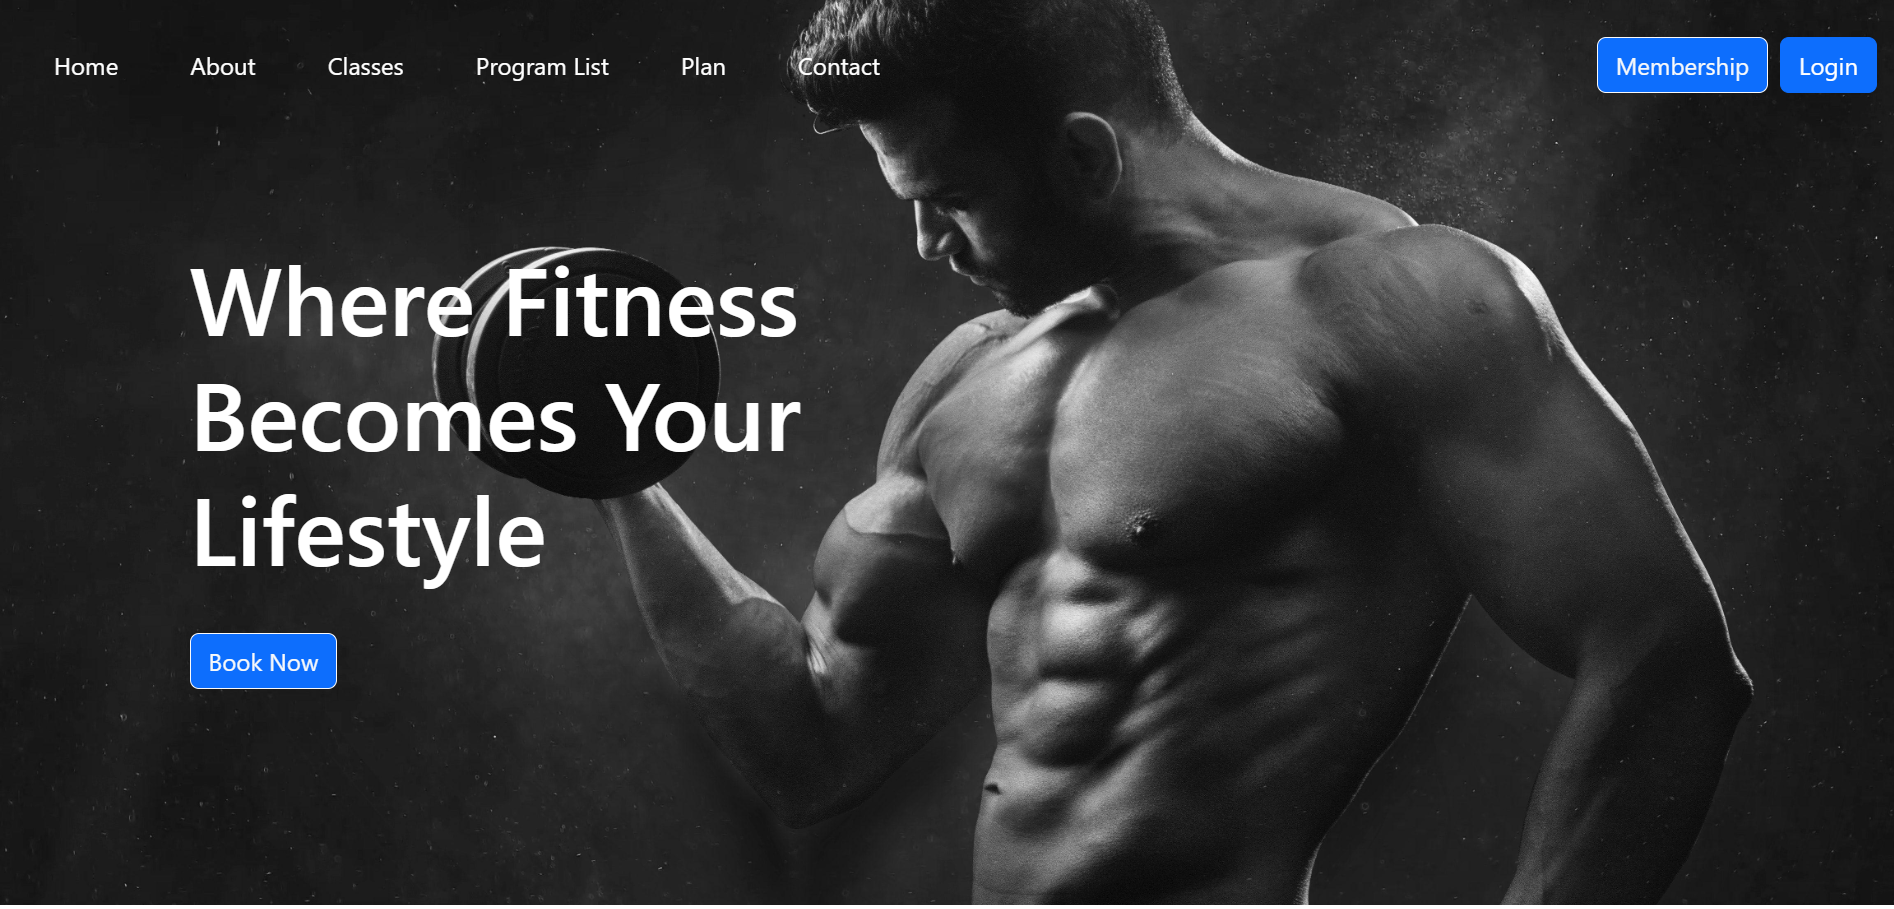 Home About Classes Program List Plan Contact Membership Login
Where Fitness
Becomes Your
Lifestyle
Book Now